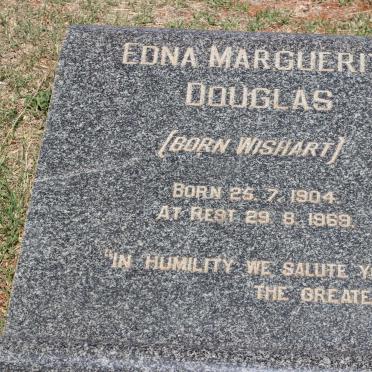 EDNA MARGUERI
DOUGLAS
(BORN WISHART)
BORN 25. 7. 1904.
AT REST 29. 8. 1969.
"IN HUMILITY WE SALUTE Y
THE GREATE